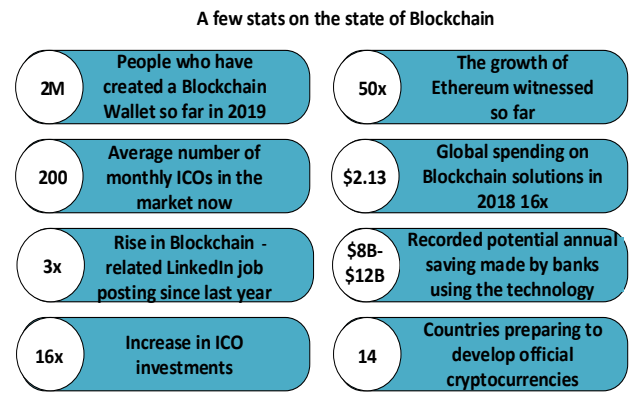 A few stats on the state of Blockchain
2M
People who have
created a Blockchain
Wallet so far in 2019
50x
The growth of
Ethereum witnessed
so far
200
Average number of
monthly ICOs in the
market now
$2.13
Global spending on
Blockchain solutions in
2018 16x
3x
Rise in Blockchain -
related LinkedIn job
posting since last year
$8B-
$12B
Recorded potential annual
saving made by banks
using the technology
16x
Increase in ICO
investments
14
Countries preparing to
develop official
cryptocurrencies